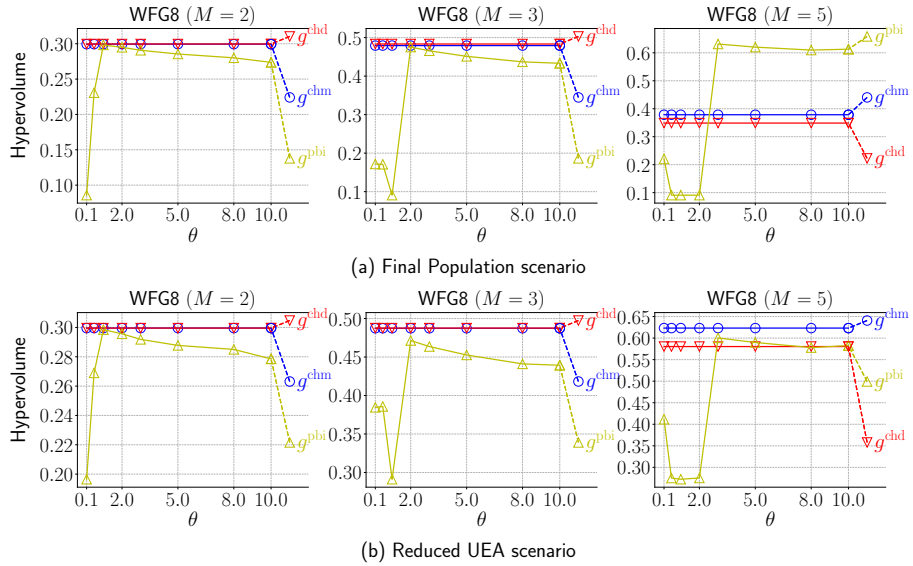 WFG8 (M = 2)
WFG8 (M = 3)
WFG8 (M = 5)
Hypervolume
0.30
0.25
0.20
0.15
0.10
0.1 2.0 5.0 8.0 10.0
θ
g^chd
g^chm
g^pbi
0.5
0.4
0.3
0.2
0.1
0.1 2.0 5.0 8.0 10.0
θ
g^chd
g^chm
g^pbi
0.6
0.5
0.4
0.3
0.2
0.1
0.1 2.0 5.0 8.0 10.0
θ
g^pbi
g^chm
g^chd
(a) Final Population scenario
WFG8 (M = 2)
WFG8 (M = 3)
WFG8 (M = 5)
Hypervolume
0.30
0.28
0.26
0.24
0.22
0.20
0.1 2.0 5.0 8.0 10.0
θ
g^chd
g^chm
g^pbi
0.50
0.45
0.40
0.35
0.30
0.1 2.0 5.0 8.0 10.0
θ
g^chd
g^chm
g^pbi
0.65
0.60
0.55
0.50
0.45
0.40
0.35
0.30
0.1 2.0 5.0 8.0 10.0
θ
g^chm
g^pbi
g^chd
(b) Reduced UEA scenario